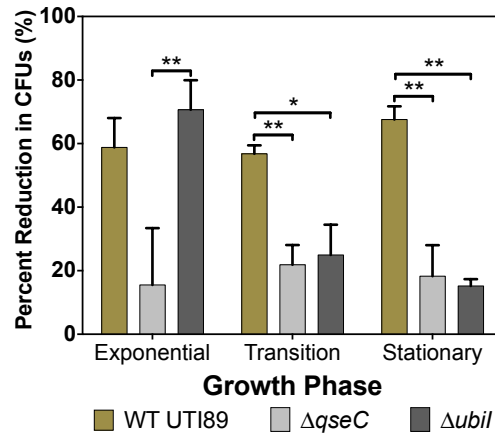 Percent Reduction in CFUs (%)
100
80
60
40
20
0
**
*
**
**
**
Exponential Transition Stationary
Growth Phase
WT UTI89 ΔqseC ΔubiI